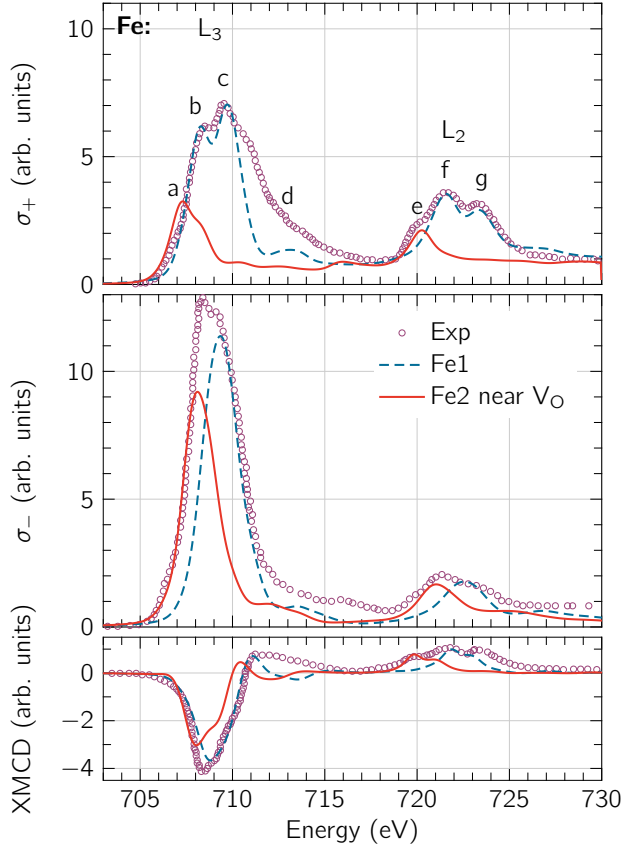 Fe:
L3
c
b
a
d
L2
f
g
e
10
5
0
σ+ (arb. units)
Exp
Fe1
Fe2 near VO
10
5
0
σ− (arb. units)
0
−2
−4
XMCD (arb. units)
705 710 715 720 725 730
Energy (eV)